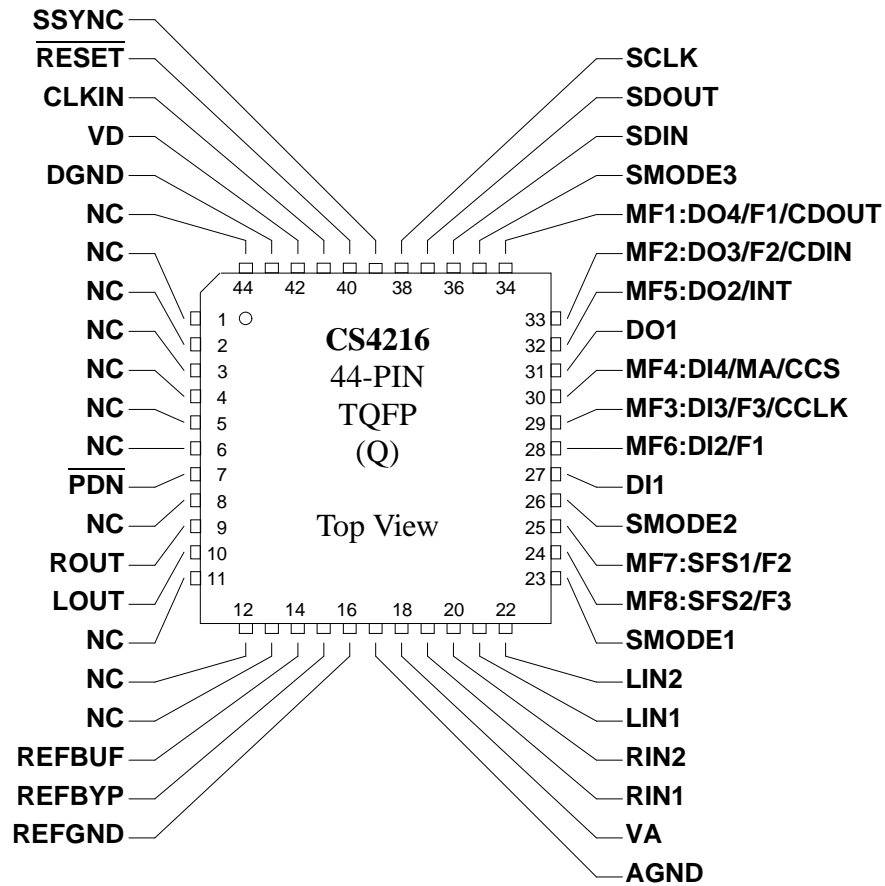 SSYNC
RESET
CLKIN
VD
DGND
NC
NC
NC
NC
NC
NC
NC
PDN
NC
ROUT
LOUT
NC
NC
NC
REFBUF
REFBYP
REFGND
44 42 40 38 36 34
1
2
3
4
5
6
7
8
9
10
11
CS4216
44-PIN
TQFP
(Q)
Top View
33
32
31
30
29
28
27
26
25
24
23
12 14 16 18 20 22
SCLK
SDOUT
SDIN
SMODE3
MF1:DO4/F1/CDOUT
MF2:DO3/F2/CDIN
MF5:DO2/INT
DO1
MF4:DI4/MA/CCS
MF3:DI3/F3/CCLK
MF6:DI2/F1
DI1
SMODE2
MF7:SFS1/F2
MF8:SFS2/F3
SMODE1
LIN2
LIN1
RIN2
RIN1
VA
AGND